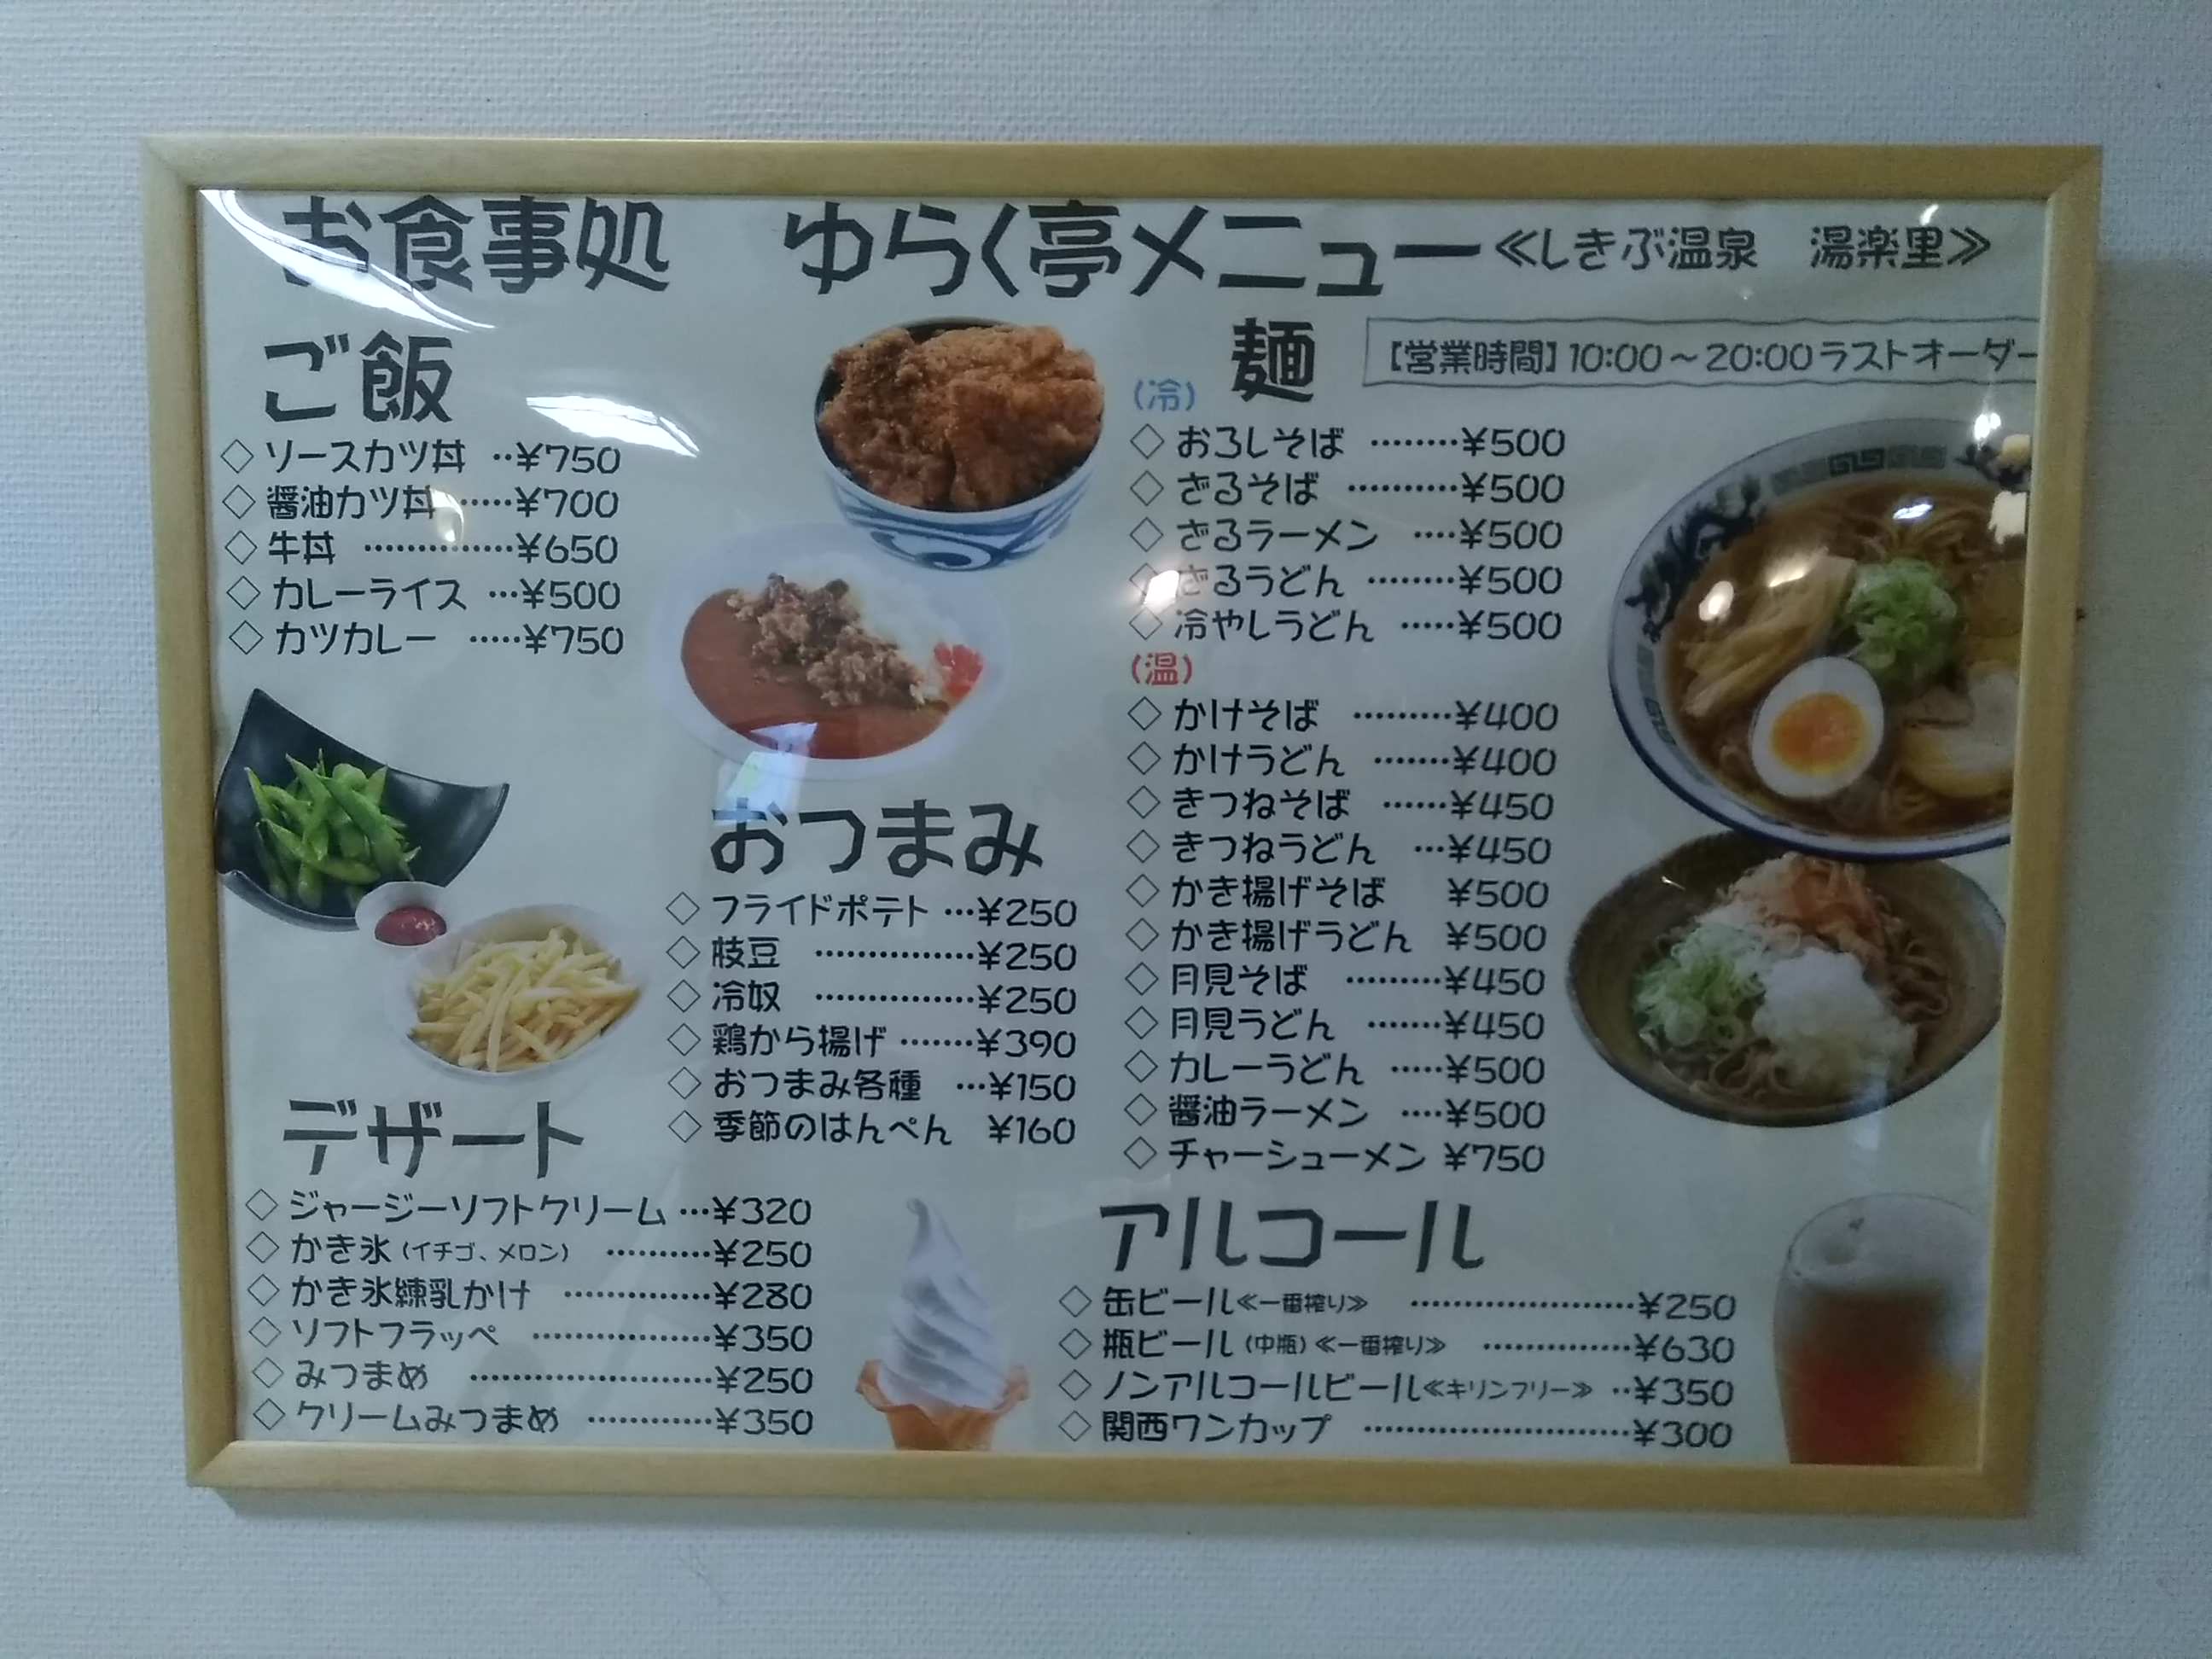 お食事処 ゆらく亭メニュー≪しきぶ温泉 湯楽里≫
ご飯
◇ ソースカツ丼 ‥¥750
◇ 醤油カツ丼 ……¥700
◇ 牛丼 ……………¥650
◇ カレーライス …¥500
◇ カツカレー ……¥750
おつまみ
◇ フライドポテト …¥250
◇ 枝豆 ……………¥250
◇ 冷奴 ……………¥250
◇ 鶏から揚げ ……¥390
◇ おつまみ各種 …¥150
◇ 季節のはんぺん ¥160
デザート
◇ ジャージーソフトクリーム …¥320
◇ かき氷 (イチゴ、メロン) …………¥250
◇ かき氷練乳かけ ……………¥280
◇ ソフトフラッペ ………………¥350
◇ みつまめ ……………………¥250
◇ クリームみつまめ …………¥350
麺
【営業時間】10:00～20:00ラストオーダー
(冷)
◇ おろしそば ………¥500
◇ ざるそば …………¥500
◇ ざるラーメン ‥‥¥500
◇ ざるうどん ………¥500
◇ 冷やしうどん ……¥500
(温)
◇ かけそば ………¥400
◇ かけうどん ……¥400
◇ きつねそば ……¥450
◇ きつねうどん …¥450
◇ かき揚げそば ¥500
◇ かき揚げうどん ¥500
◇ 月見そば ………¥450
◇ 月見うどん ……¥450
◇ カレーうどん ……¥500
◇ 醤油ラーメン ‥‥¥500
◇ チャーシューメン ¥750
アルコール
◇ 缶ビール≪一番搾り≫ ……………………¥250
◇ 瓶ビール (中瓶) ≪一番搾り≫ ……………¥630
◇ ノンアルコールビール≪キリンフリー≫ ‥¥350
◇ 関西ワンカップ ………………………¥300